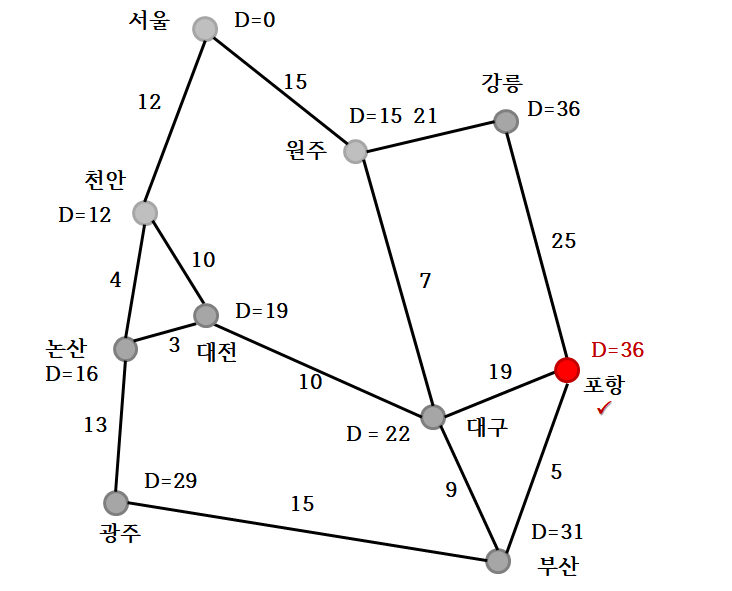 서울
D=0
12
15
강릉
D=15
21
D=36
원주
천안
D=12
10
25
4
7
D=19
논산
D=16
3
대전
D=36
19
포항
✓
10
13
D = 22
대구
D=29
9
5
15
광주
D=31
부산